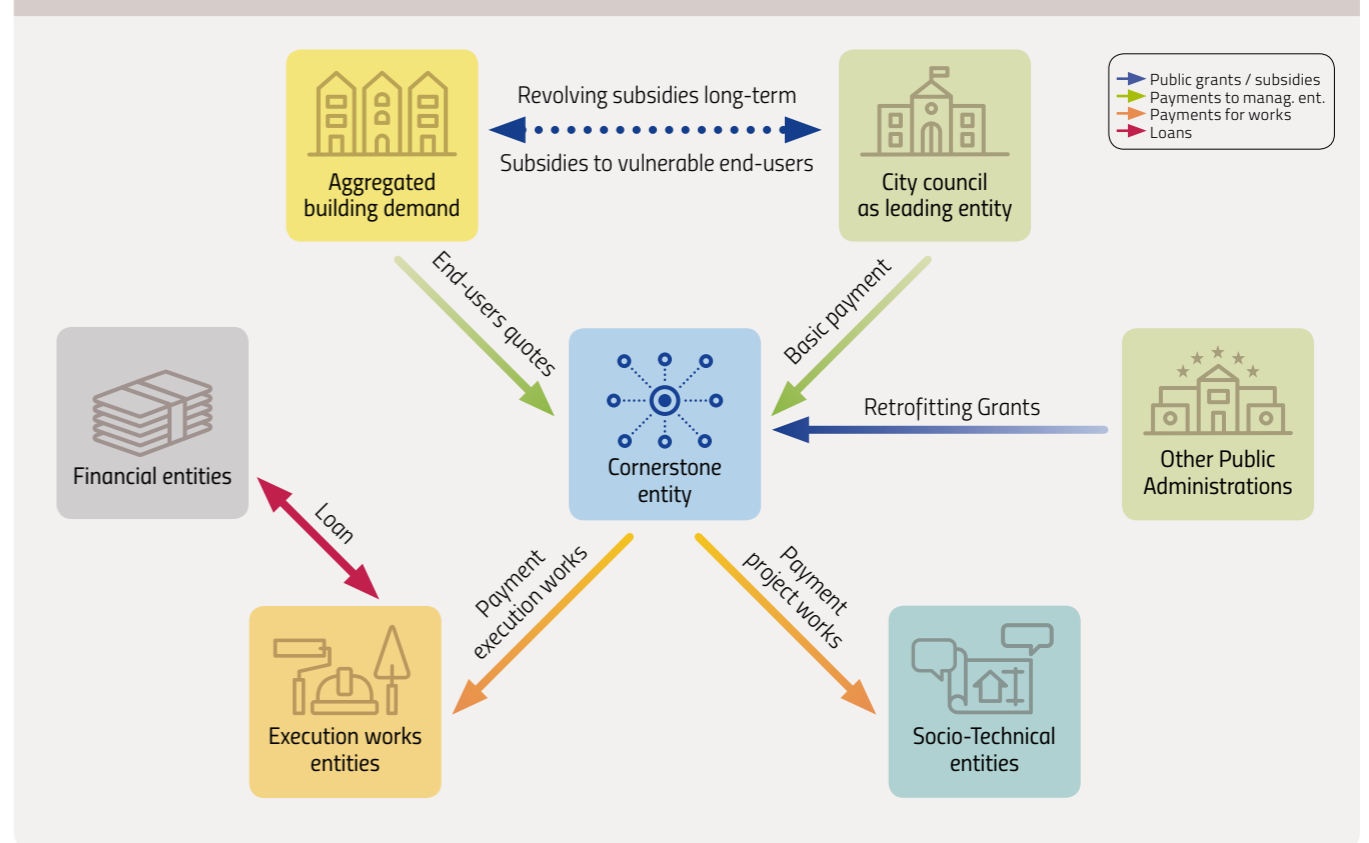 Revolving subsidies long-term
Subsidies to vulnerable end-users
Aggregated
building demand
City council
as leading entity
Public grants / subsidies
Payments to manag. ent.
Payments for works
Loans
End-users quotes
Basic payment
Retrofitting Grants
Financial entities
Cornerstone
entity
Other Public
Administrations
Loan
Payment
execution works
Payment
project works
Execution works
entities
Socio-Technical
entities